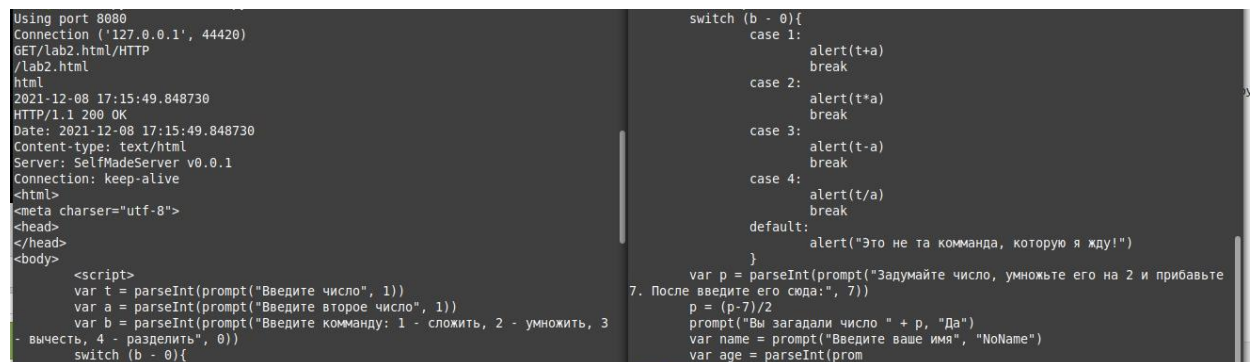 Using port 8080
Connection ('127.0.0.1', 44420)
GET/lab2.html/HTTP
/lab2.html
html
2021-12-08 17:15:49.848730
HTTP/1.1 200 OK
Date: 2021-12-08 17:15:49.848730
Content-type: text/html
Server: SelfMadeServer v0.0.1
Connection: keep-alive
<html>
<meta charser="utf-8">
<head>
</head>
<body>
<script>
var t = parseInt(prompt("Введите число", 1))
var a = parseInt(prompt("Введите второе число", 1))
var b = parseInt(prompt("Введите комманду: 1 - сложить, 2 - умножить, 3
- вычесть, 4 - разделить", 0))
switch (b - 0){
switch (b - 0){
case 1:
alert(t+a)
break
case 2:
alert(t*a)
break
case 3:
alert(t-a)
break
case 4:
alert(t/a)
break
default:
alert("Это не та комманда, которую я жду!")
}
var p = parseInt(prompt("Задумайте число, умножьте его на 2 и прибавьте
7. После введите его сюда:", 7))
p = (p-7)/2
prompt("Вы загадали число " + p, "Да")
var name = prompt("Введите ваше имя", "NoName")
var age = parseInt(prom